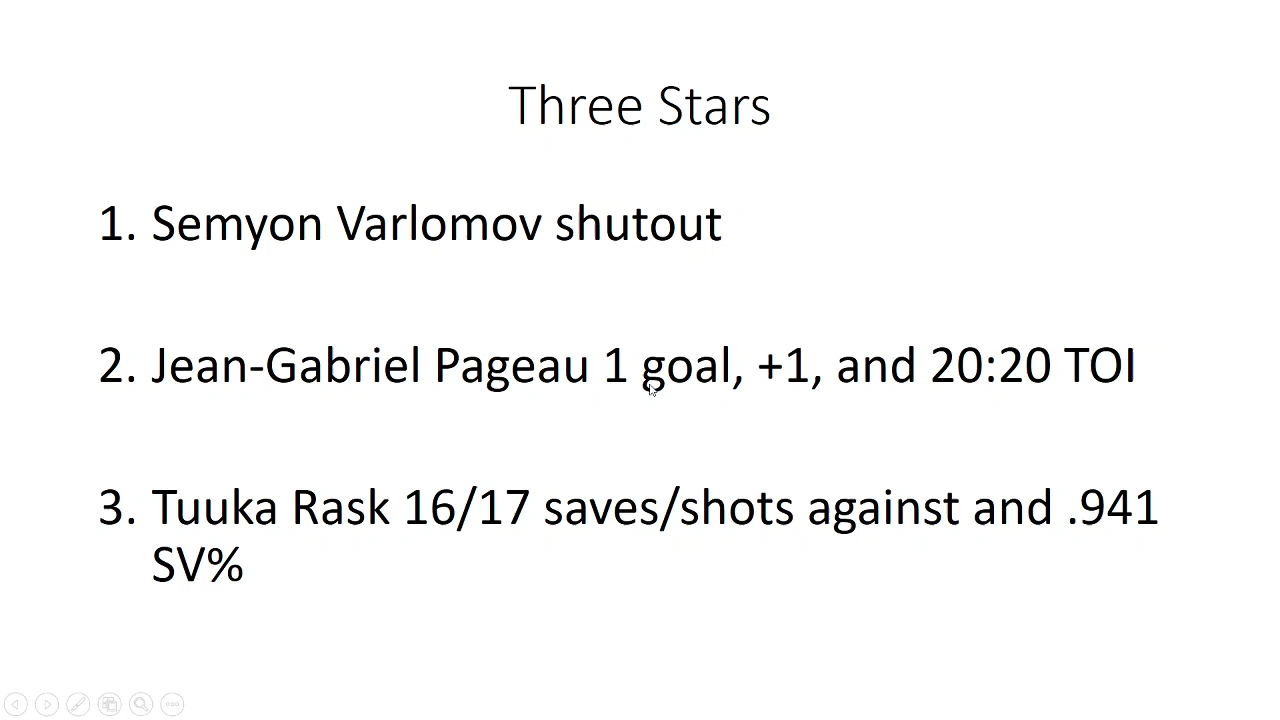 Three Stars
1. Semyon Varlomov shutout
2. Jean-Gabriel Pageau 1 goal, +1, and 20:20 TOI
3. Tuuka Rask 16/17 saves/shots against and .941
SV%